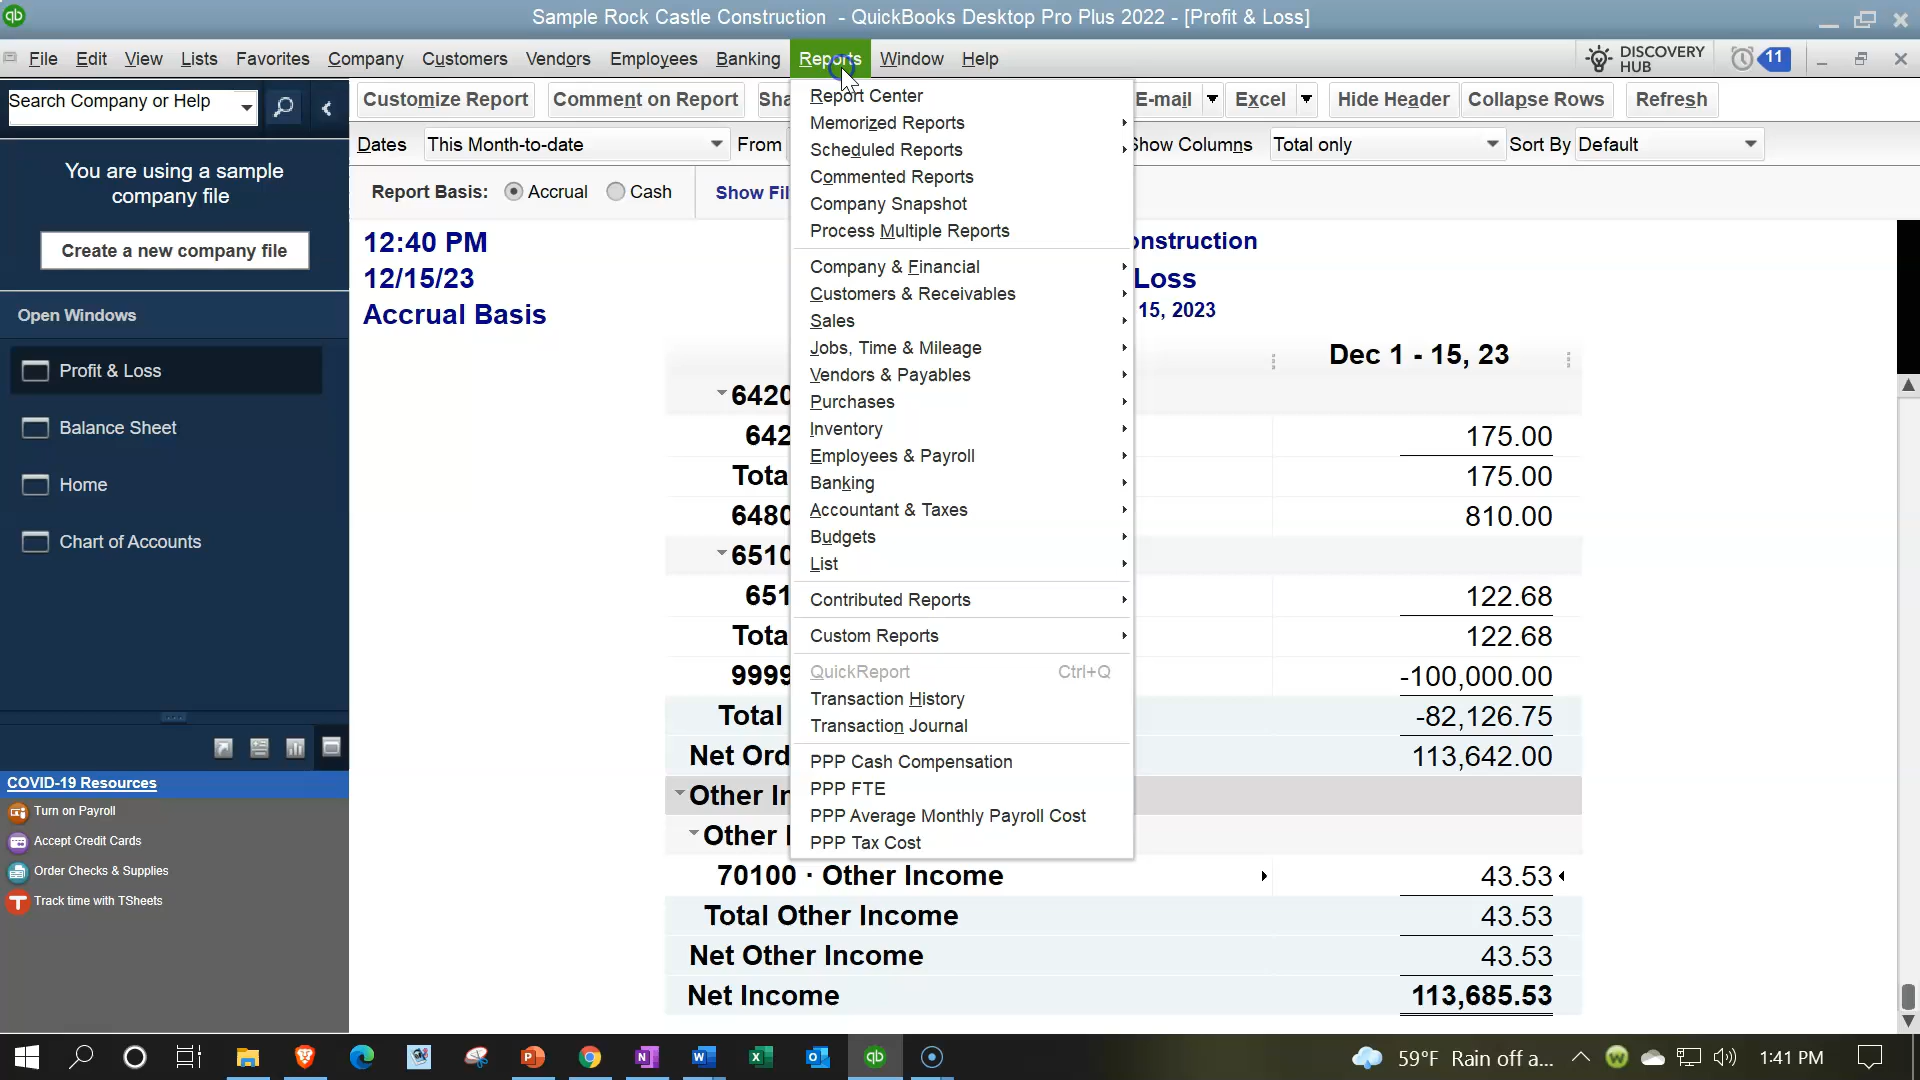 qb
Sample Rock Castle Construction - QuickBooks Desktop Pro Plus 2022 - [Profit & Loss]
File Edit View Lists Favorites Company Customers Vendors Employees Banking Reports Window Help
DISCOVERY HUB
11
Search Company or Help
Customize Report
Comment on Report
Sha
E-mail
Excel
Hide Header
Collapse Rows
Refresh
Dates
This Month-to-date
From
Show Columns
Total only
Sort By
Default
Report Basis:
Accrual
Cash
Show Fil
You are using a sample
company file
Create a new company file
Open Windows
Profit & Loss
Balance Sheet
Home
Chart of Accounts
COVID-19 Resources
Turn on Payroll
Accept Credit Cards
Order Checks & Supplies
Track time with TSheets
Report Center
Memorized Reports
Scheduled Reports
Commented Reports
Company Snapshot
Process Multiple Reports
Company & Financial
Customers & Receivables
Sales
Jobs, Time & Mileage
Vendors & Payables
Purchases
Inventory
Employees & Payroll
Banking
Accountant & Taxes
Budgets
List
Contributed Reports
Custom Reports
QuickReport Ctrl+Q
Transaction History
Transaction Journal
PPP Cash Compensation
PPP FTE
PPP Average Monthly Payroll Cost
PPP Tax Cost
12:40 PM
12/15/23
Accrual Basis
onstruction
Loss
15, 2023
Dec 1 - 15, 23
6420
642 175.00
Tota 175.00
6480 810.00
6510
651 122.68
Tota 122.68
9999 -100,000.00
Total -82,126.75
Net Ord 113,642.00
Other In
Other I
70100 · Other Income 43.53
Total Other Income 43.53
Net Other Income 43.53
Net Income 113,685.53
59°F Rain off a... 1:41 PM